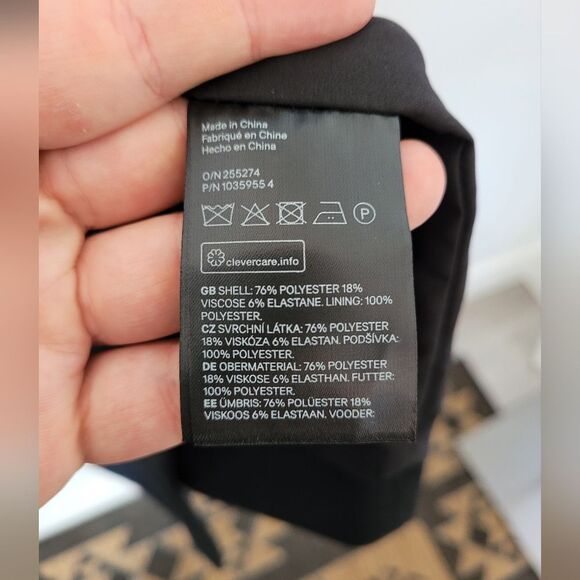 Made in China
Fabriqué en China
Hecho en China
O/N 255274
P/N 1035955 4
P
clevercare.info
GB SHELL: 76% POLYESTER 18%
VISCOSE 6% ELASTANE. LINING: 100%
POLYESTER.
CZ SVRCHNÍ LÁTKA: 76% POLYESTER
18% VISKÓZA 6% ELASTAN. PODŠÍVKA:
100% POLYESTER.
DE OBERMATERIAL: 76% POLYESTER
18% VISKOSE 6% ELASTHAN. FUTTER:
100% POLYESTER.
EE ÜMBRIS: 76% POLÜESTER 18%
VISKOOS 6% ELASTAAN. VOODER: